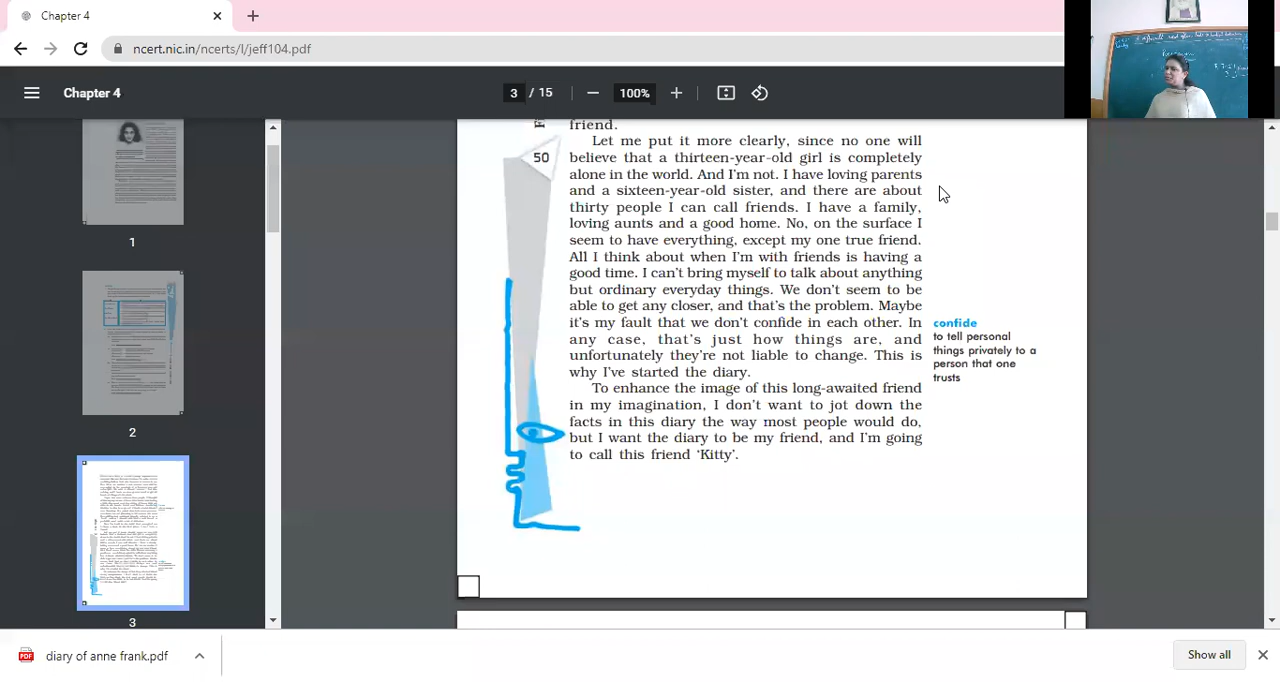 Chapter 4
ncert.nic.in/ncerts/l/jeff104.pdf
Chapter 4
3 / 15
100%
1
2
3
50
friend.
Let me put it more clearly, since no one will
believe that a thirteen-year-old girl is completely
alone in the world. And I'm not. I have loving parents
and a sixteen-year-old sister, and there are about
thirty people I can call friends. I have a family,
loving aunts and a good home. No, on the surface I
seem to have everything, except my one true friend.
All I think about when I'm with friends is having a
good time. I can't bring myself to talk about anything
but ordinary everyday things. We don't seem to be
able to get any closer, and that's the problem. Maybe
it's my fault that we don't confide in each other. In
any case, that's just how things are, and
unfortunately they're not liable to change. This is
why I've started the diary.
To enhance the image of this long-awaited friend
in my imagination, I don't want to jot down the
facts in this diary the way most people would do,
but I want the diary to be my friend, and I'm going
to call this friend ‘Kitty’.
confide
to tell personal
things privately to a
person that one
trusts
diary of anne frank.pdf
Show all